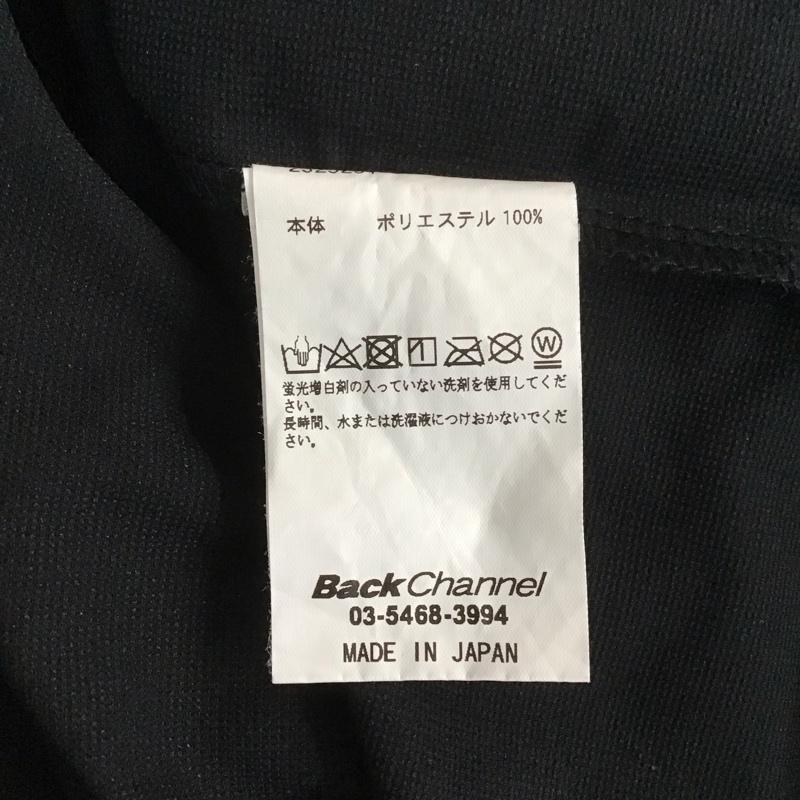 本体 ポリエステル 100%
W
蛍光増白剤の入っていない洗剤を使用してくだ
さい。
長時間、水または洗濯液につけおかないでくだ
さい。
Back Channel
03-5468-3994
MADE IN JAPAN